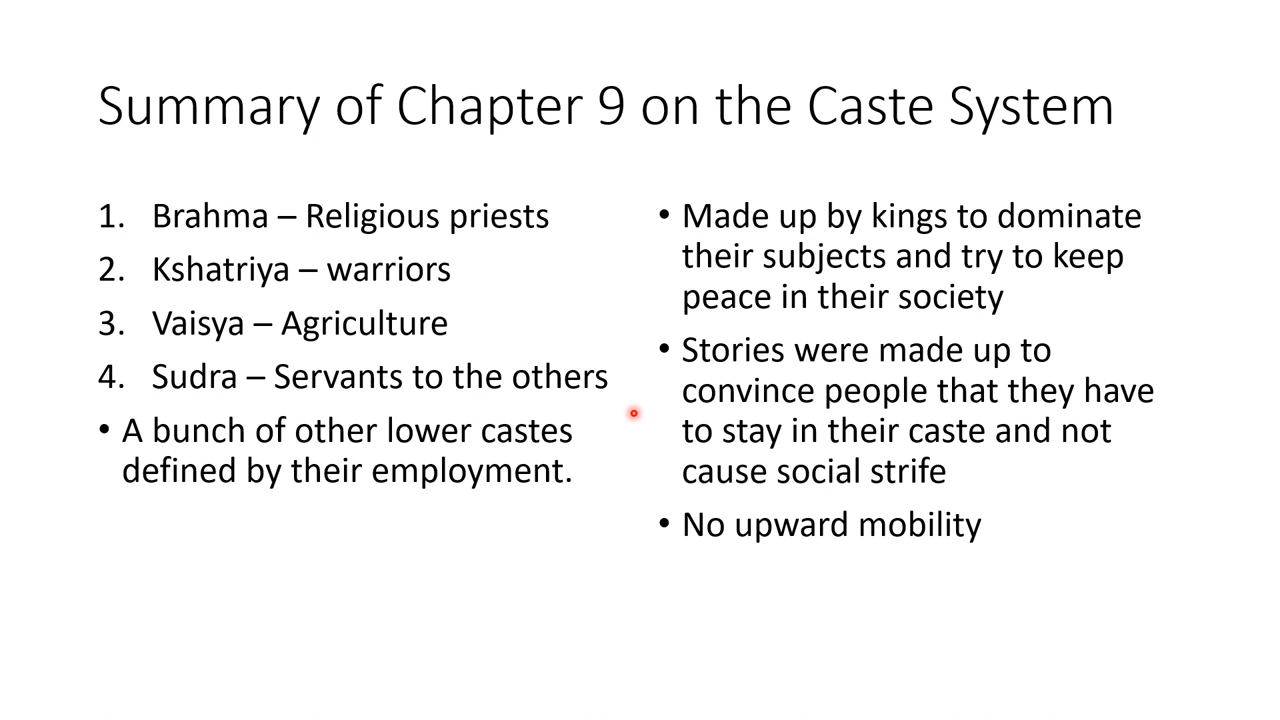 Summary of Chapter 9 on the Caste System
1. Brahma – Religious priests
2. Kshatriya – warriors
3. Vaisya – Agriculture
4. Sudra – Servants to the others
• A bunch of other lower castes
defined by their employment.
• Made up by kings to dominate
their subjects and try to keep
peace in their society
• Stories were made up to
convince people that they have
to stay in their caste and not
cause social strife
• No upward mobility